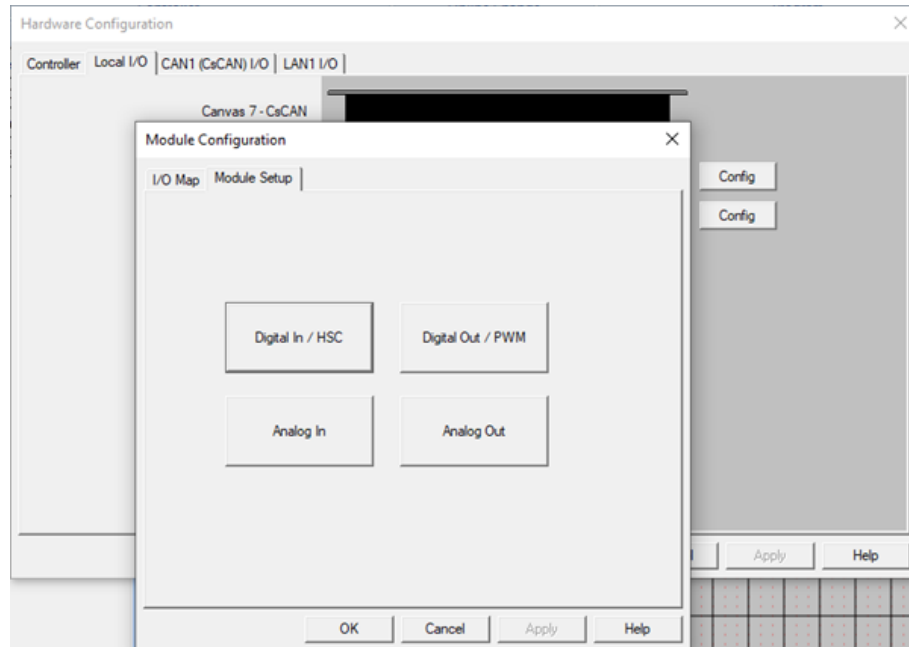 Hardware Configuration
Controller Local I/O CAN1 (CsCAN) I/O LAN1 I/O
Canvas 7 - CsCAN
Module Configuration
I/O Map Module Setup
Config
Config
Digital In / HSC Digital Out / PWM
Analog In Analog Out
Apply Help
OK Cancel Apply Help